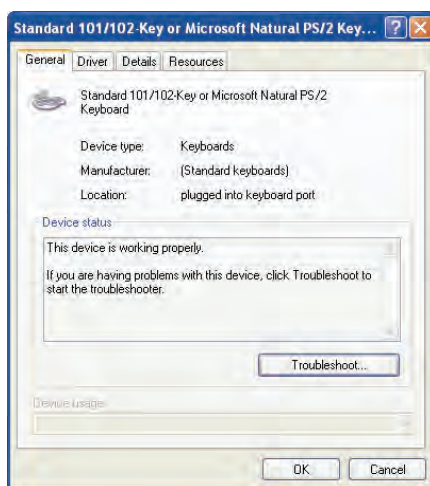 Standard 101/102-Key or Microsoft Natural PS/2 Key...
General Driver Details Resources
Standard 101/102-Key or Microsoft Natural PS/2
Keyboard
Device type: Keyboards
Manufacturer: (Standard keyboards)
Location: plugged into keyboard port
Device status
This device is working properly.
If you are having problems with this device, click Troubleshoot to
start the troubleshooter.
Troubleshoot...
Device usage:
OK Cancel